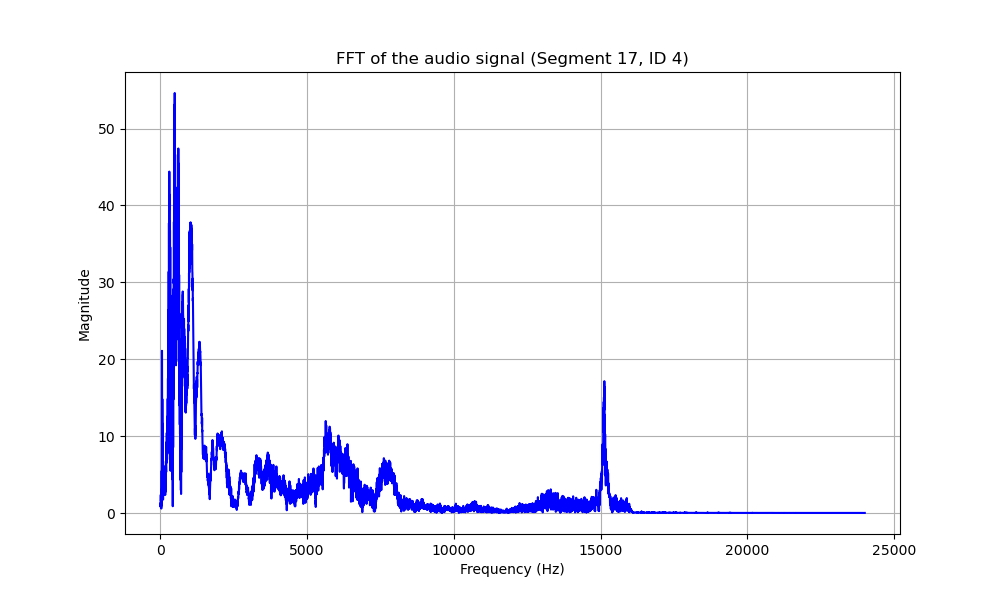 FFT of the audio signal (Segment 17, ID 4)
Magnitude
50
40
30
20
10
0
0 5000 10000 15000 20000 25000
Frequency (Hz)